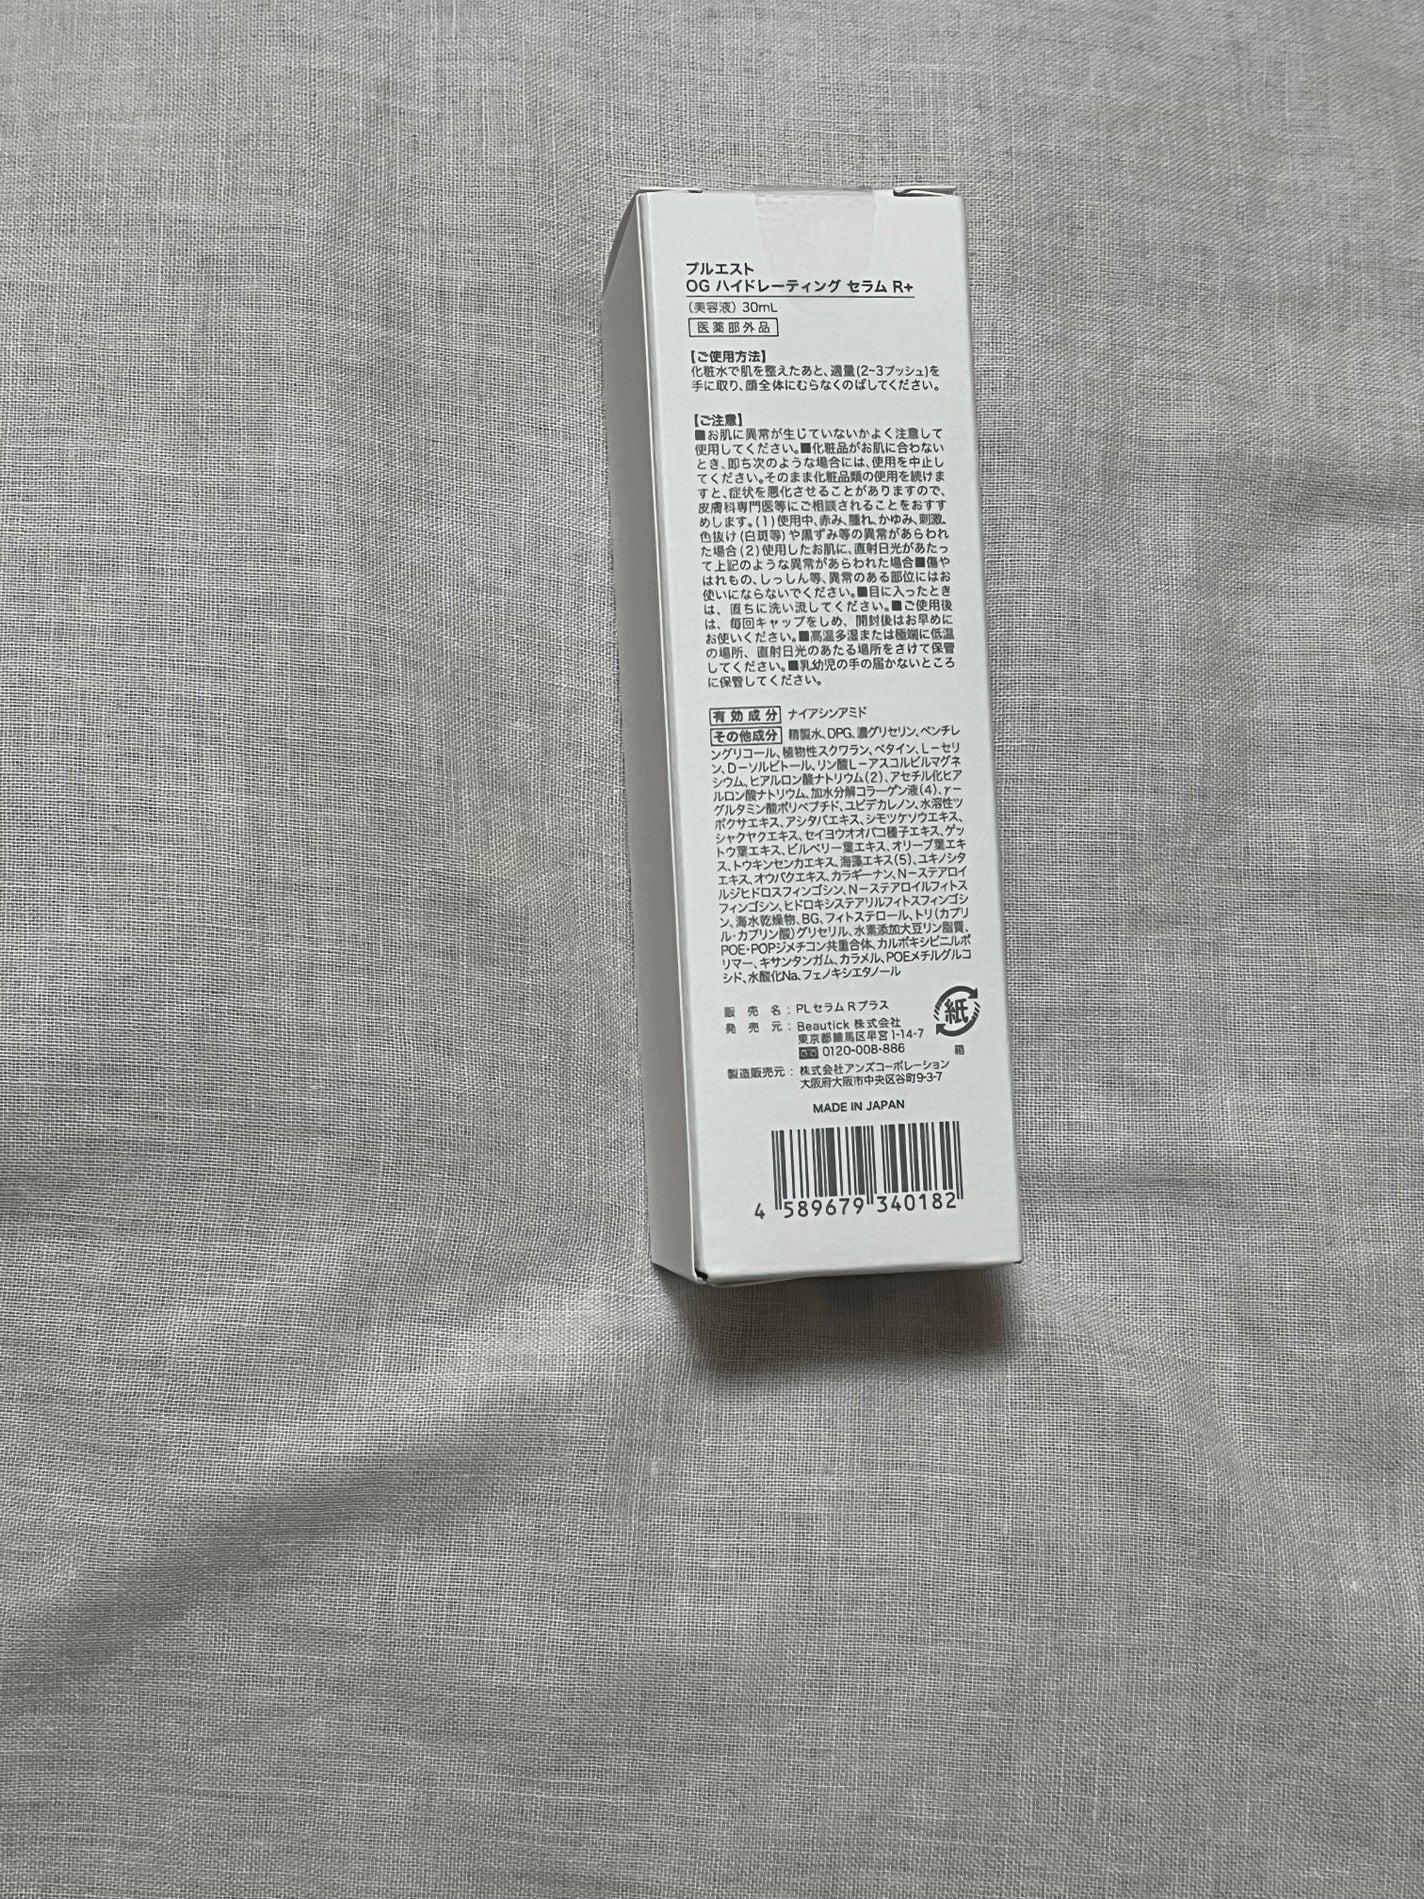 プルエスト
OG ハイドレーティング セラム R+
(美容液) 30mL
医薬部外品
【ご使用方法】
化粧水で肌を整えたあと、適量(2-3プッシュ)を
手に取り、顔全体にむらなくのばしてください。
【ご注意】
■お肌に異常が生じていないかよく注意して
使用してください。■化粧品がお肌に合わない
とき、即ち次のような場合には、使用を中止し
てください。そのまま化粧品類の使用を続けま
すと、症状を悪化させることがありますので、
皮膚科専門医等にご相談されることをおすす
めします。(1)使用中、赤み、腫れ、かゆみ、刺激、
色抜け(白斑等)や黒ずみ等の異常があらわれ
た場合(2)使用したお肌に、直射日光があたっ
て上記のような異常があらわれた場合■傷や
はれもの、しっしん等、異常のある部位にはお
使いにならないでください。■目に入ったとき
は、直ちに洗い流してください。■ご使用後
は、毎回キャップをしめ、開封後はお早めに
お使いください。■高温多湿または極端に低温
の場所、直射日光のあたる場所をさけて保管
してください。■乳幼児の手の届かないところ
に保管してください。
有効成分 ナイアシンアミド
その他成分 精製水、DPG、濃グリセリン、ペンチレ
ングリコール、植物性スクワラン、ベタイン、L-セリ
ン、D-ソルビトール、リン酸L-アスコルビルマグネ
シウム、ヒアルロン酸ナトリウム(2)、アセチル化ヒア
ルロン酸ナトリウム、加水分解コラーゲン液(4)、γ-
グルタミン酸ポリペプチド、ユビデカレノン、水溶性ツ
ボクサエキス、アシタバエキス、シモツケソウエキス、
シャクヤクエキス、セイヨウオオバコ種子エキス、ゲッ
トウ葉エキス、ビルベリー葉エキス、オリーブ葉エキ
ス、トウキンセンカエキス、海藻エキス(5)、ユキノシタ
エキス、オウバクエキス、カラギーナン、N-ステアロイ
ルジヒドロスフィンゴシン、N-ステアロイルフィトス
フィンゴシン、ヒドロキシステアリルフィトスフィンゴシ
ン、海水乾燥物、BG、フィトステロール、トリ(カプリ
ル・カプリン酸)グリセリル、水素添加大豆リン脂質、
POE・POPジメチコン共重合体、カルボキシビニルポ
リマー、キサンタンガム、カラメル、POEメチルグルコ
シド、水酸化Na、フェノキシエタノール
販売名：PLセラムRプラス
発売元：Beautick 株式会社
東京都練馬区早宮1-14-7
0120-008-886
紙
箱
製造販売元：株式会社アンズコーポレーション
大阪府大阪市中央区谷町9-3-7
MADE IN JAPAN
4 589679 340182